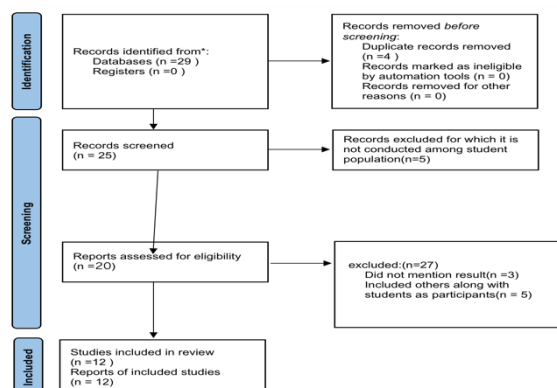 Identification
Records identified from*:
Databases (n =29 )
Registers (n =0 )
Records removed before
screening:
Duplicate records removed
(n =4 )
Records marked as ineligible
by automation tools (n = 0)
Records removed for other
reasons (n = 0)
Screening
Records screened
(n = 25)
Records excluded for which it is
not conducted among student
population(n=5)
Reports assessed for eligibility
(n =20)
excluded:(n=27)
Did not mention result(n=3)
Included others along with
students as participants(n = 5)
Included
Studies included in review
(n =12 )
Reports of included studies
(n = 12)